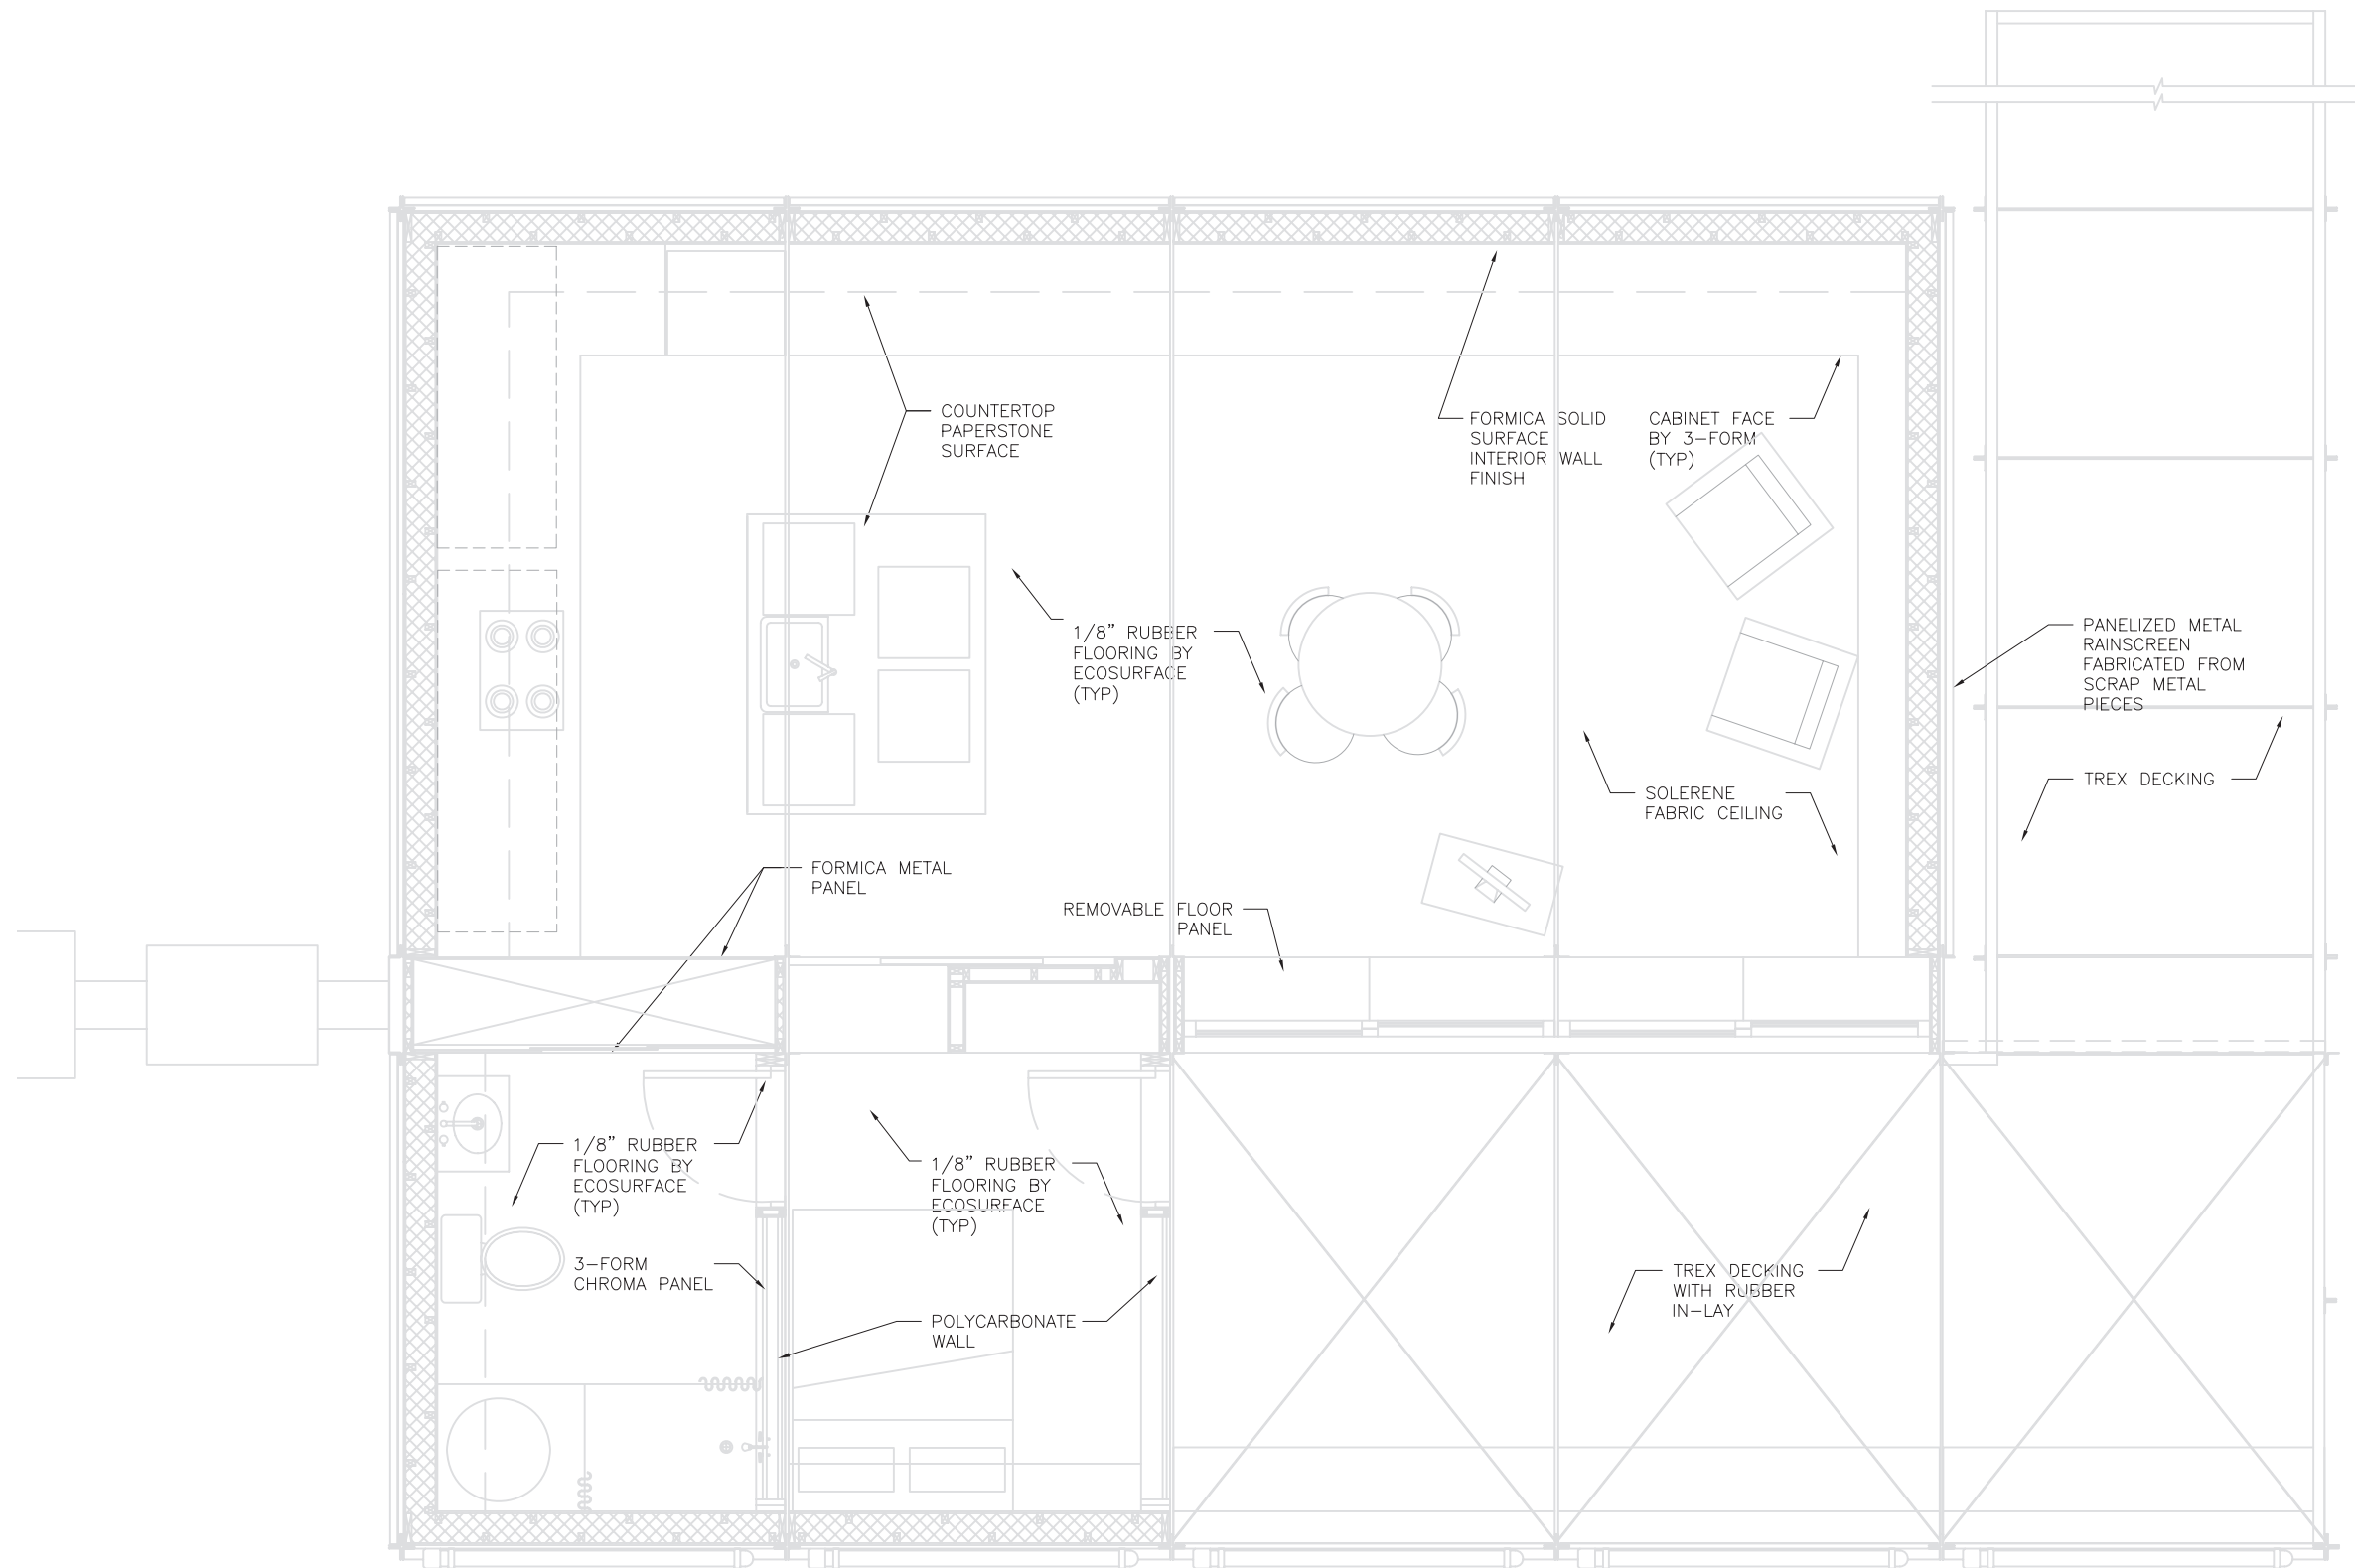 COUNTERTOP
PAPERSTONE
SURFACE
FORMICA SOLID
SURFACE
INTERIOR WALL
FINISH
CABINET FACE
BY 3-FORM
(TYP)
1/8" RUBBER
FLOORING BY
ECOSURFACE
(TYP)
PANELIZED METAL
RAINSCREEN
FABRICATED FROM
SCRAP METAL
PIECES
TREX DECKING
SOLERENE
FABRIC CEILING
FORMICA METAL
PANEL
REMOVABLE FLOOR
PANEL
1/8" RUBBER
FLOORING BY
ECOSURFACE
(TYP)
1/8" RUBBER
FLOORING BY
ECOSURFACE
(TYP)
3-FORM
CHROMA PANEL
POLYCARBONATE
WALL
TREX DECKING
WITH RUBBER
IN-LAY